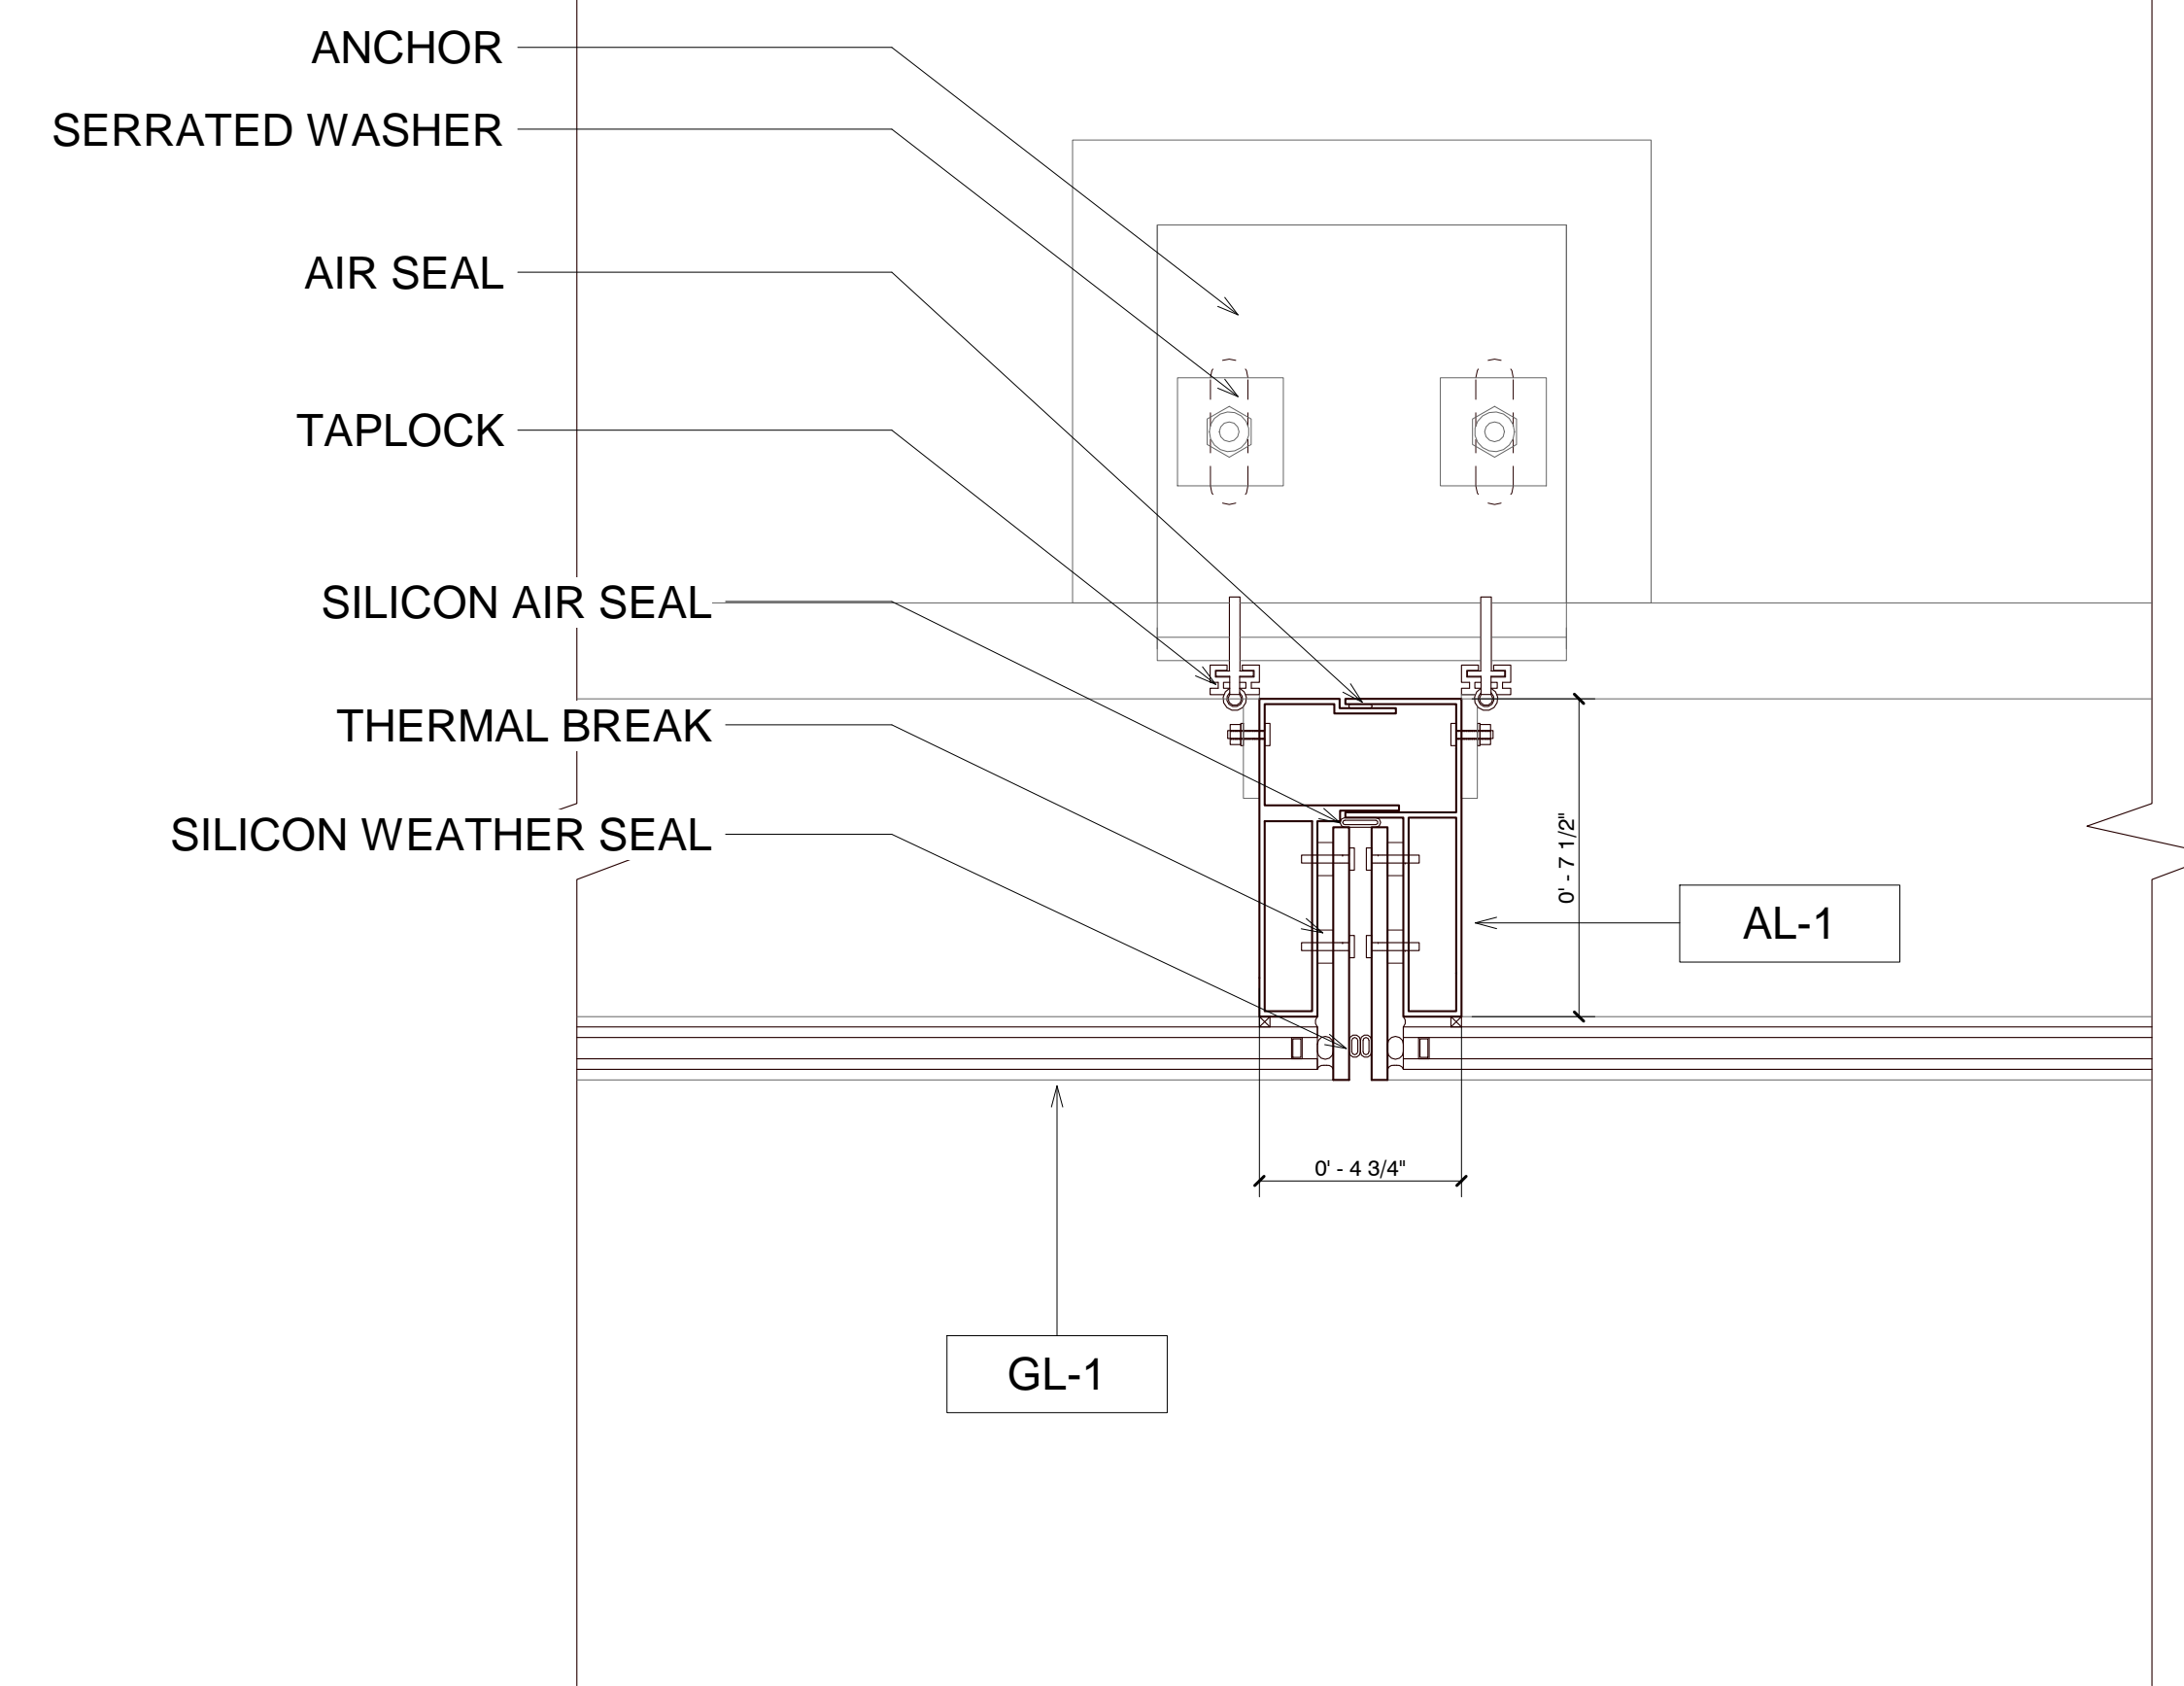 ANCHOR
SERRATED WASHER
AIR SEAL
TAPLOCK
SILICON AIR SEAL
THERMAL BREAK
SILICON WEATHER SEAL
0' - 7 1/2"
AL-1
0' - 4 3/4"
GL-1